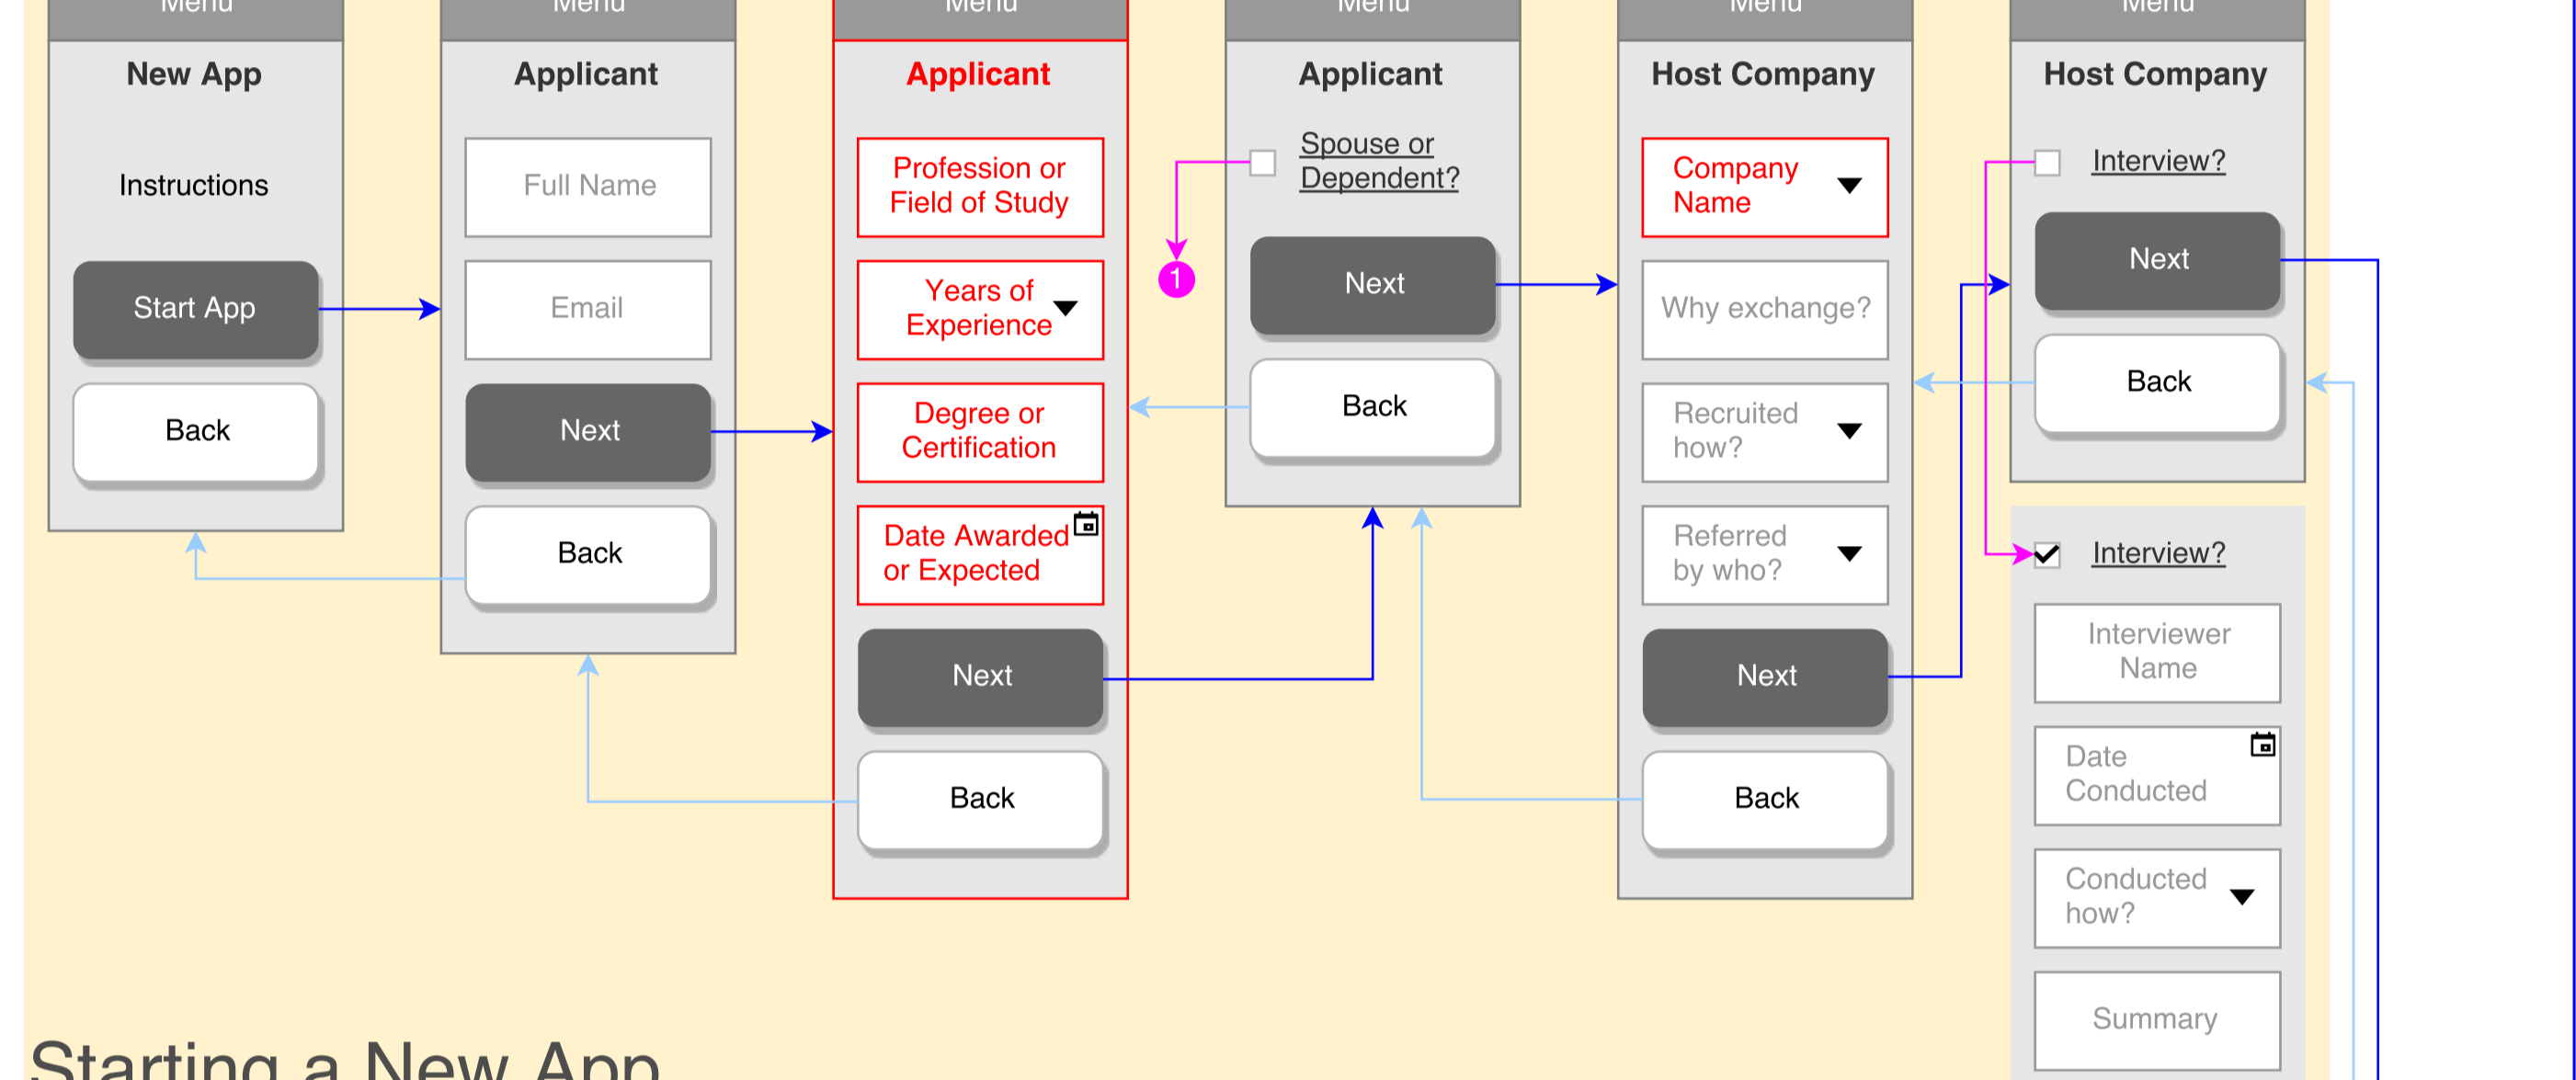 Menu
New App
Instructions
Start App
Back
Menu
Applicant
Full Name
Email
Next
Back
Menu
Applicant
Profession or
Field of Study
Years of
Experience
Degree or
Certification
Date Awarded
or Expected
Next
Back
Menu
Applicant
Spouse or
Dependent?
1
Next
Back
Menu
Host Company
Company
Name
Why exchange?
Recruited
how?
Referred
by who?
Next
Back
Menu
Host Company
Interview?
Next
Back
Interview?
Interviewer
Name
Date
Conducted
Conducted
how?
Summary
Starting a New App